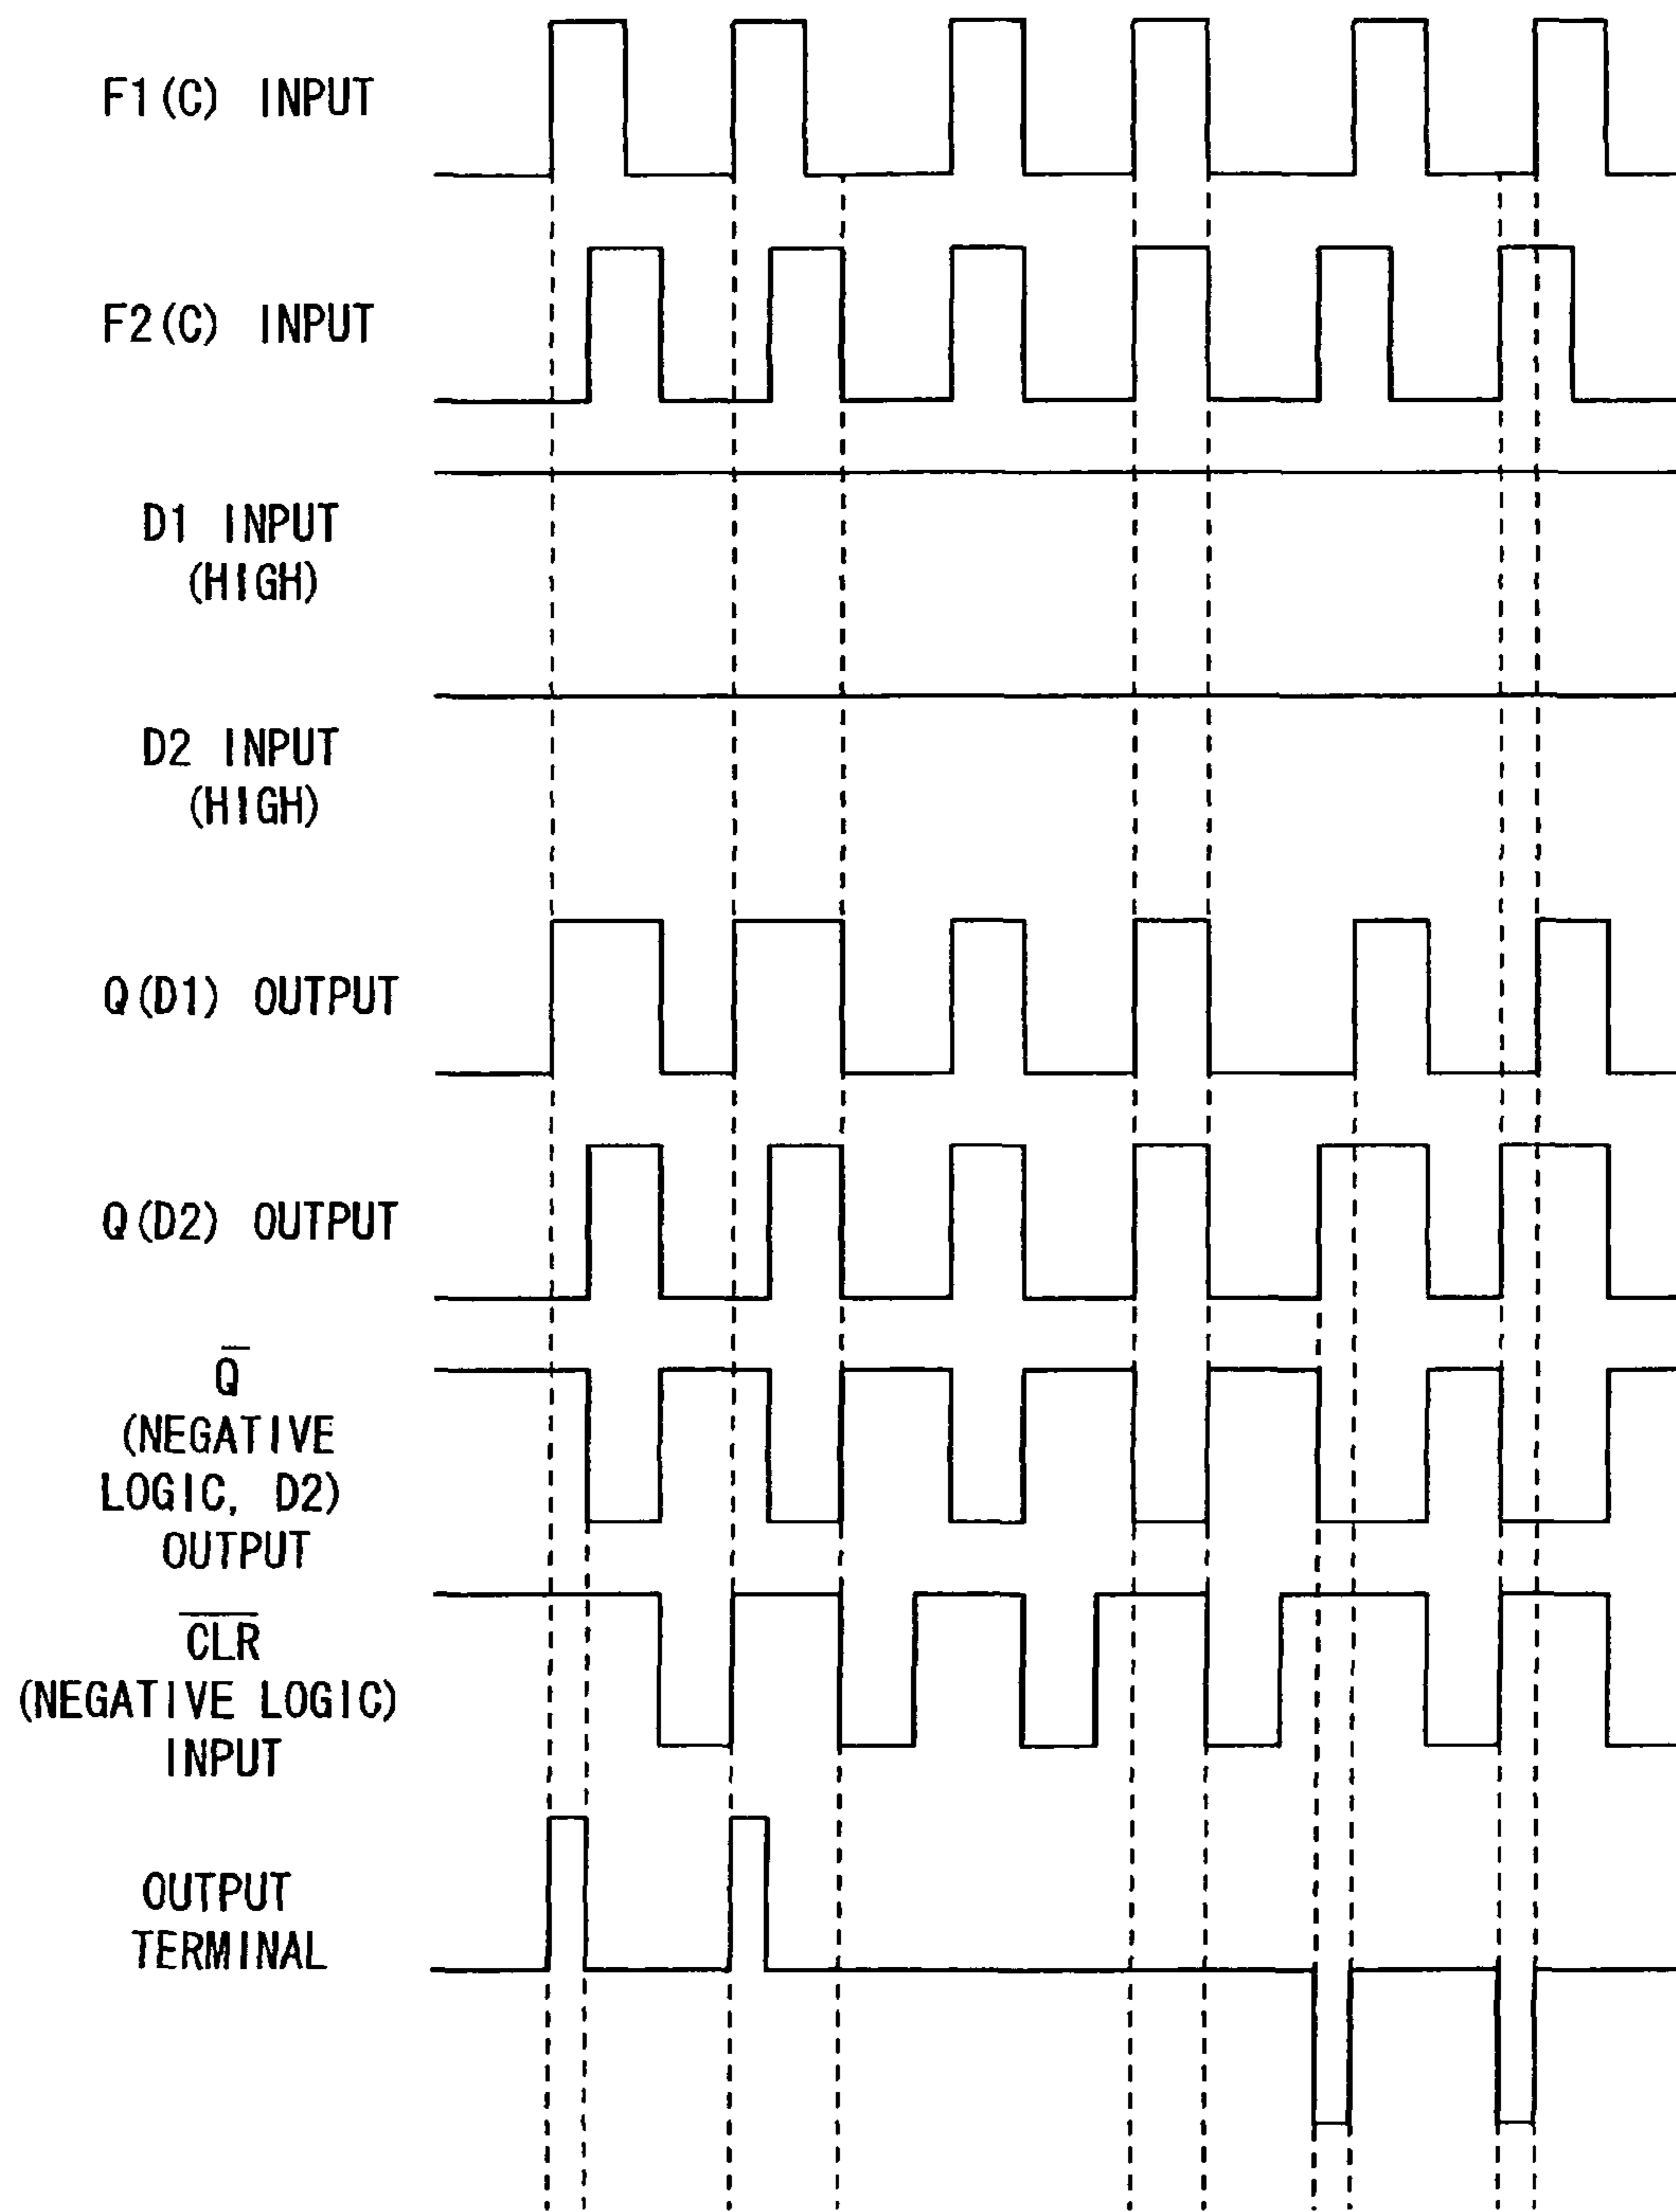 F1(C) INPUT
F2(C) INPUT
D1 INPUT
(HIGH)
D2 INPUT
(HIGH)
Q(D1) OUTPUT
Q(D2) OUTPUT
Q̅
(NEGATIVE
LOGIC, D2)
OUTPUT
C̅L̅R̅
(NEGATIVE LOGIC)
INPUT
OUTPUT
TERMINAL